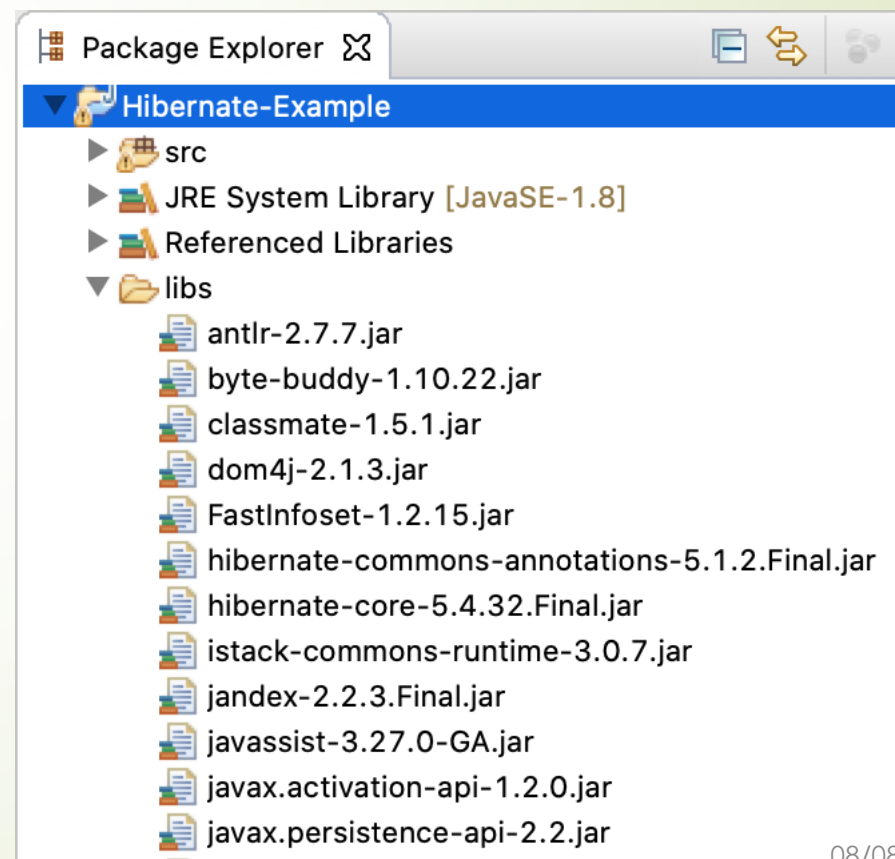 Package Explorer
Hibernate-Example
src
JRE System Library [JavaSE-1.8]
Referenced Libraries
libs
antlr-2.7.7.jar
byte-buddy-1.10.22.jar
classmate-1.5.1.jar
dom4j-2.1.3.jar
FastInfoset-1.2.15.jar
hibernate-commons-annotations-5.1.2.Final.jar
hibernate-core-5.4.32.Final.jar
istack-commons-runtime-3.0.7.jar
jandex-2.2.3.Final.jar
javassist-3.27.0-GA.jar
javax.activation-api-1.2.0.jar
javax.persistence-api-2.2.jar